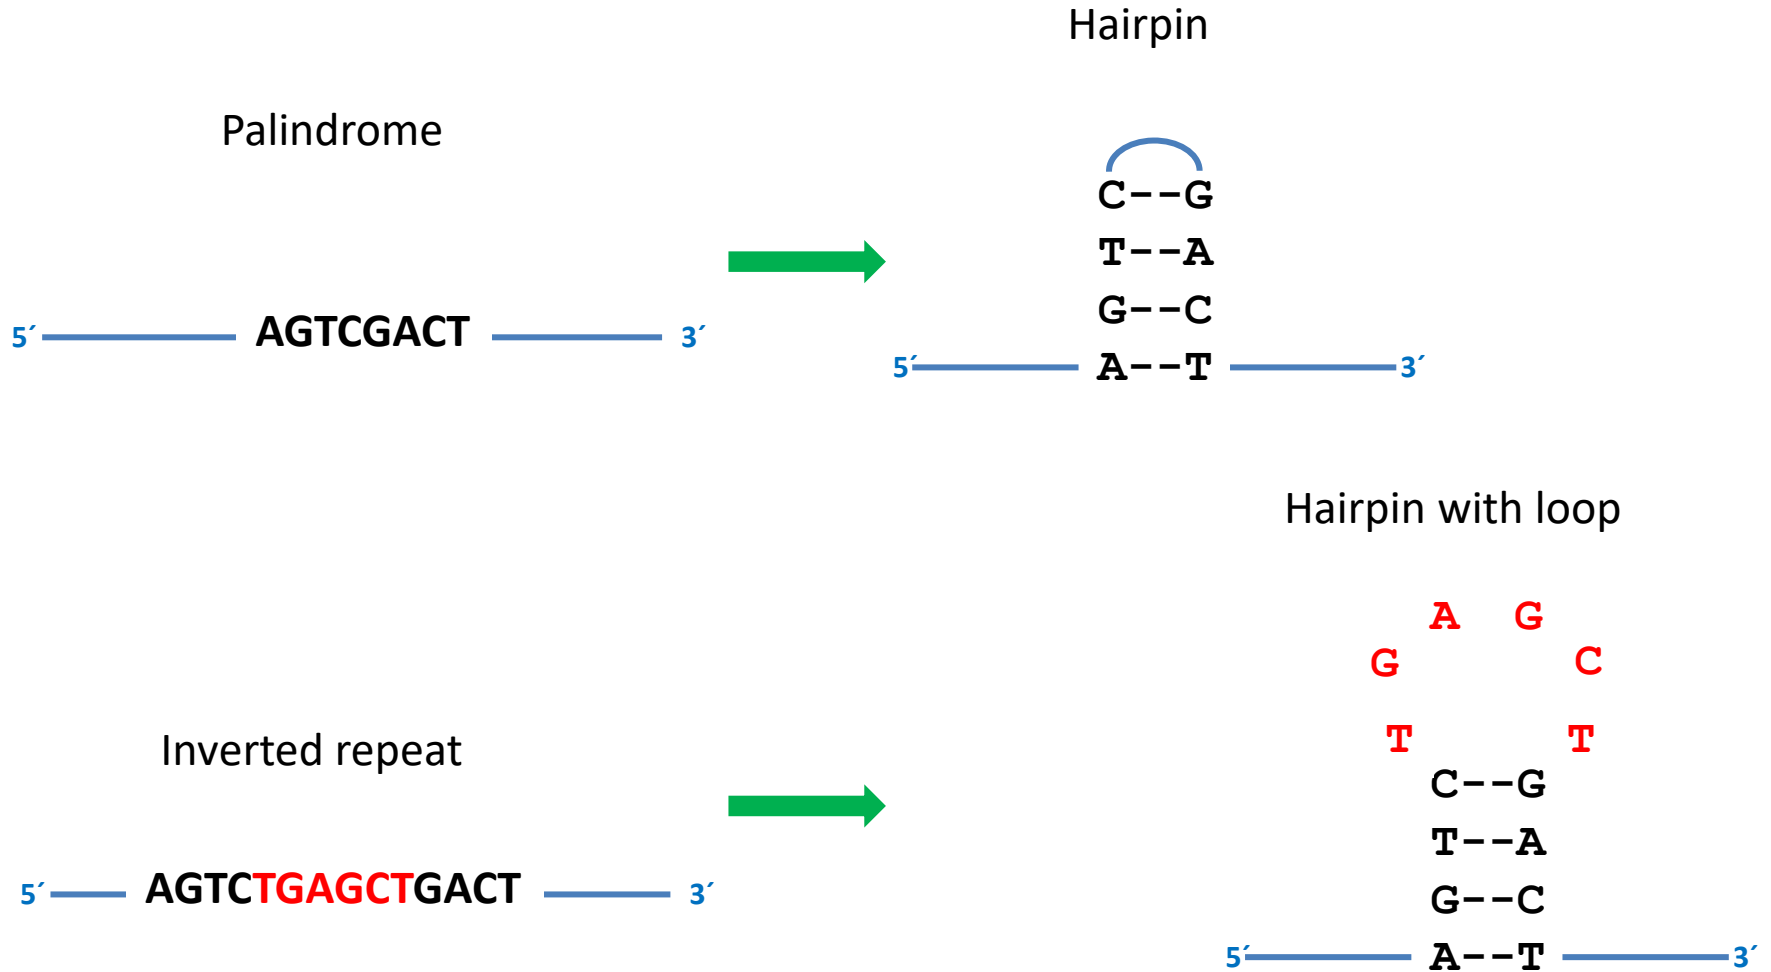 Hairpin
Palindrome
C--G
T--A
G--C
5´ AGTCGACT 3´
5´ A--T 3´
Hairpin with loop
A G
G C
T T
Inverted repeat
C--G
T--A
5´ AGTCTGAGCTGACT 3´
G--C
5´ A--T 3´